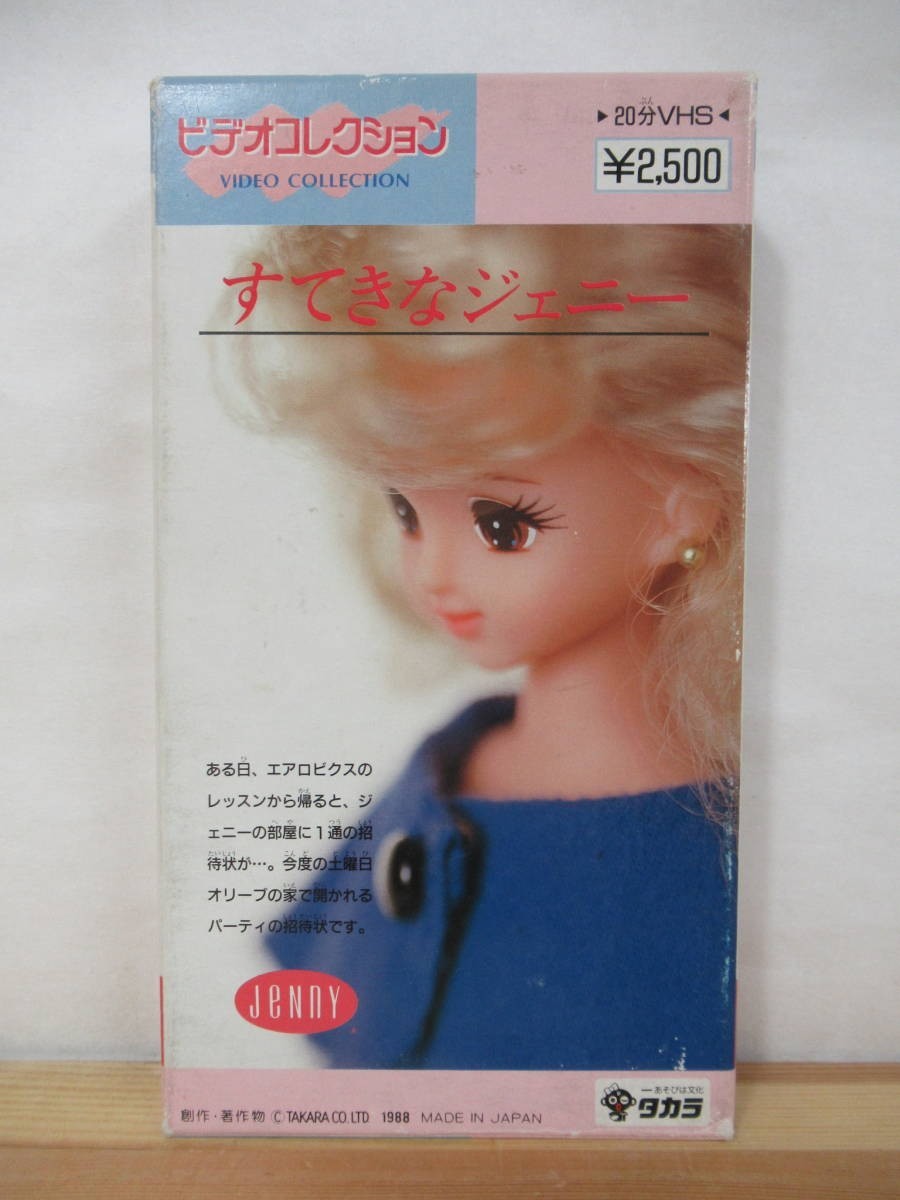 ビデオコレクション
VIDEO COLLECTION
▶20分VHS◀
ぷん
¥2,500
すてきなジェニー
ある日、エアロビクスの
レッスンから帰ると、ジ
ェニーの部屋に1通の招
待状が…。今度の土曜日
オリーブの家で開かれる
パーティの招待状です。
JeNNY
創作・著作物 ©TAKARA CO.LTD 1988 MADE IN JAPAN
ーあそびは文化
タカラ